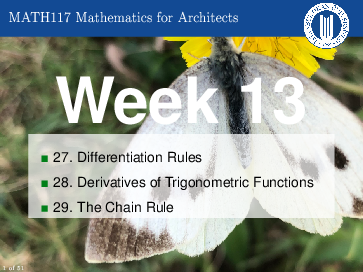 MATH117 Mathematics for Architects
Week 13
27. Differentiation Rules
28. Derivatives of Trigonometric Functions
29. The Chain Rule
1 of 31